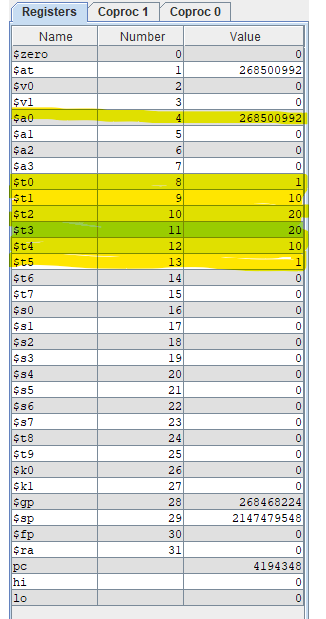 Registers Coproc 1 Coproc 0
Name Number Value
$zero 0 0
$at 1 268500992
$v0 2 0
$v1 3 0
$a0 4 268500992
$a1 5 0
$a2 6 0
$a3 7 0
$t0 8 1
$t1 9 10
$t2 10 20
$t3 11 20
$t4 12 10
$t5 13 1
$t6 14 0
$t7 15 0
$s0 16 0
$s1 17 0
$s2 18 0
$s3 19 0
$s4 20 0
$s5 21 0
$s6 22 0
$s7 23 0
$t8 24 0
$t9 25 0
$k0 26 0
$k1 27 0
$gp 28 268468224
$sp 29 2147479548
$fp 30 0
$ra 31 0
pc 4194348
hi 0
lo 0